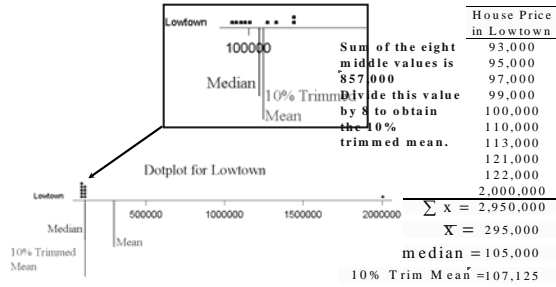 Lowtown
100000
Median
10% Trimmed
Mean
Sum of the eight
middle values is
857,000
Divide this value
by 8 to obtain
the 10%
trimmed mean.
House Price
in Lowtown
93,000
95,000
97,000
99,000
100,000
110,000
113,000
121,000
122,000
2,000,000
∑ x = 2,950,000
x̄ = 295,000
median = 105,000
10% Trim Mean = 107,125
Dotplot for Lowtown
Lowtown
500000 1000000 1500000 2000000
Median
Mean
10% Trimmed
Mean